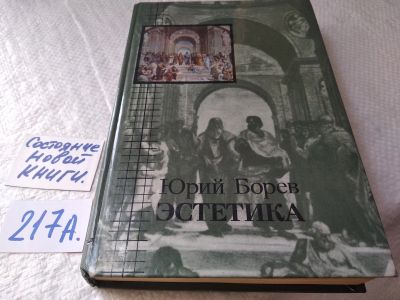 Состояние
новой
книги.
217А.
Юрий Борев
ЭСТЕТИКА